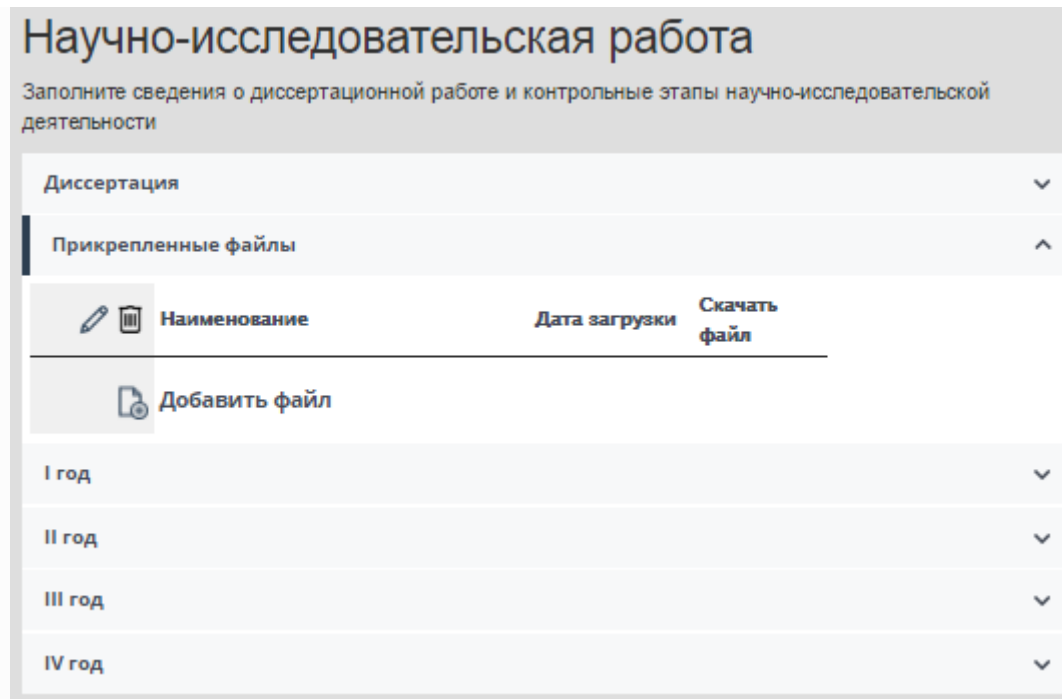 Научно-исследовательская работа
Заполните сведения о диссертационной работе и контрольные этапы научно-исследовательской
деятельности
Диссертация
Прикрепленные файлы
Наименование Дата загрузки Скачать
файл
Добавить файл
I год
II год
III год
IV год